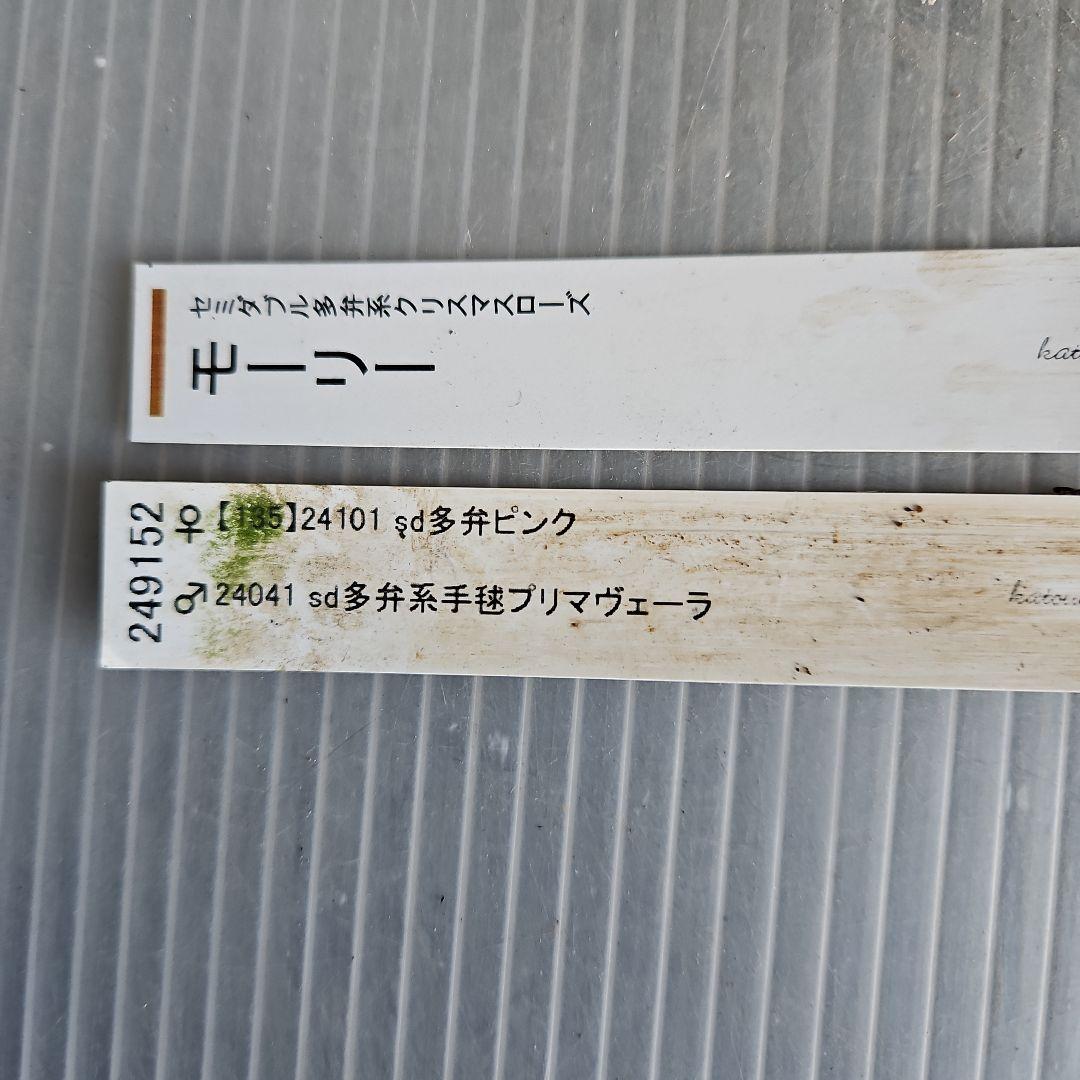 セミダブル多弁系クリスマスローズ
モーリー
kat
249152
♀【135】24101 sd多弁ピンク
♂24041 sd多弁系手毬プリマヴェーラ